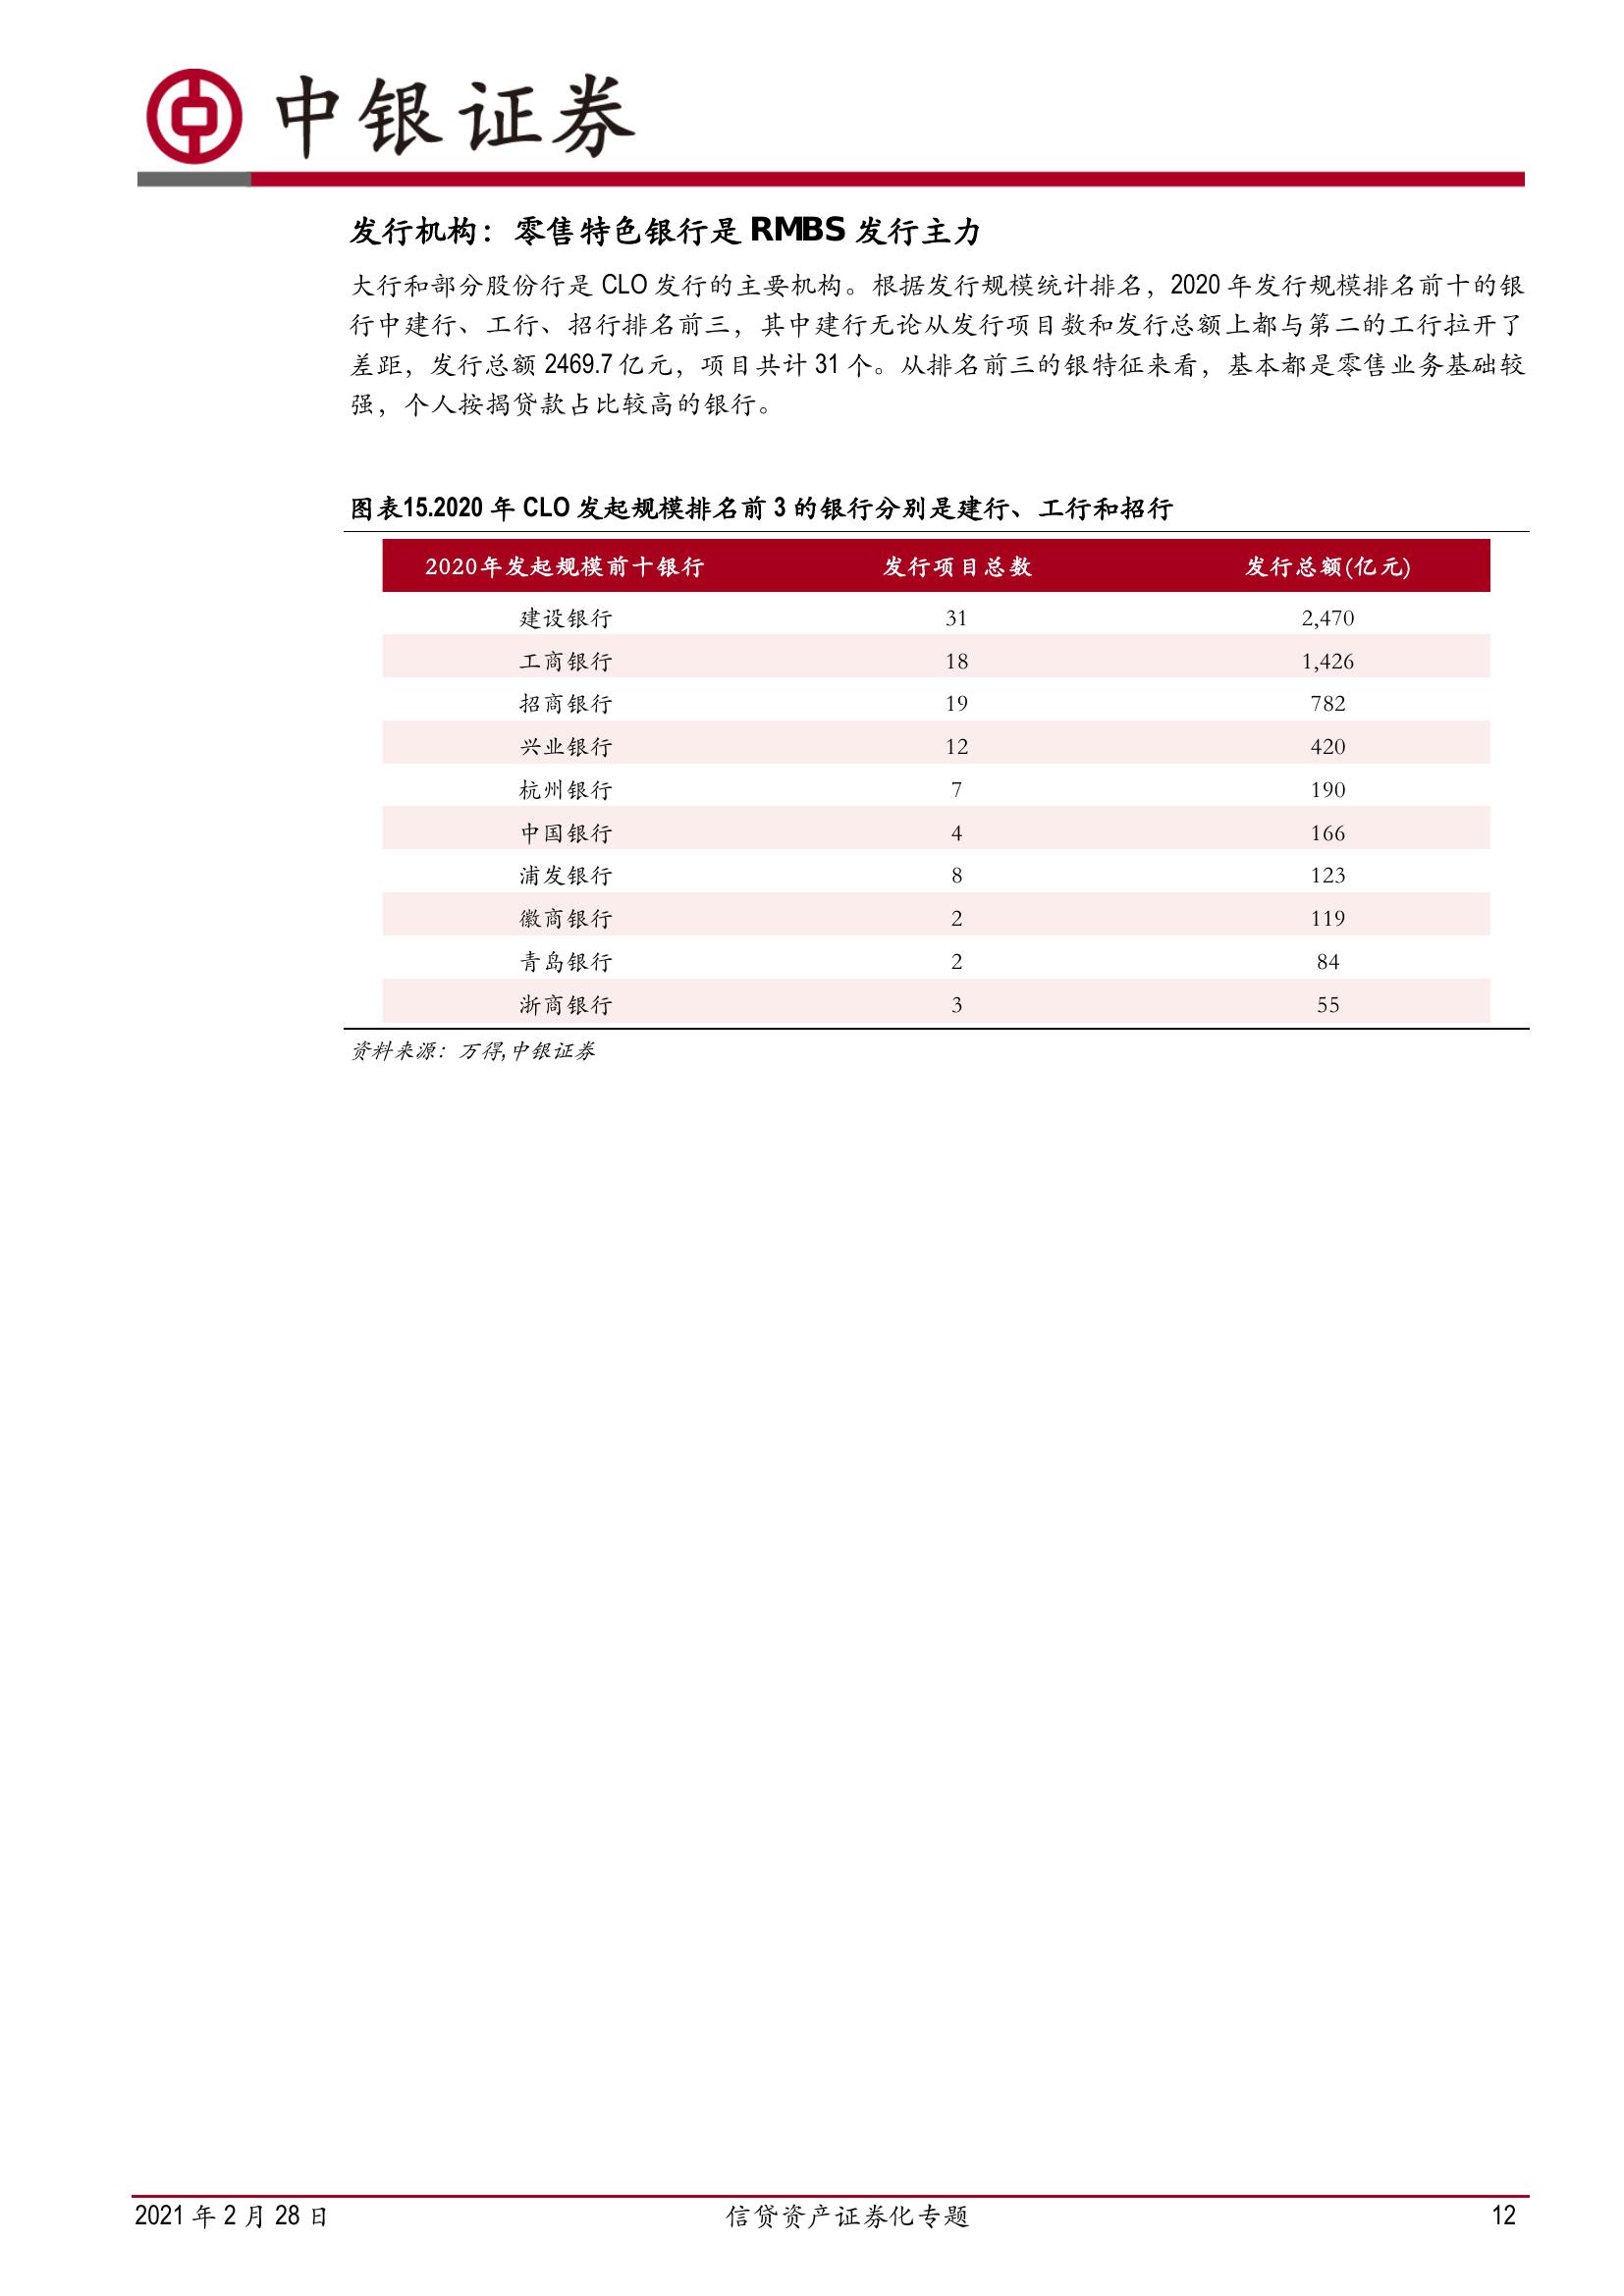 中银证券
发行机构：零售特色银行是 RMBS 发行主力
大行和部分股份行是 CLO 发行的主要机构。根据发行规模统计排名，2020 年发行规模排名前十的银
行中建行、工行、招行排名前三，其中建行无论从发行项目数和发行总额上都与第二的工行拉开了
差距，发行总额 2469.7 亿元，项目共计 31 个。从排名前三的银特征来看，基本都是零售业务基础较
强，个人按揭贷款占比较高的银行。
图表15.2020 年 CLO 发起规模排名前 3 的银行分别是建行、工行和招行
2020年发起规模前十银行 发行项目总数 发行总额(亿元)
建设银行 31 2,470
工商银行 18 1,426
招商银行 19 782
兴业银行 12 420
杭州银行 7 190
中国银行 4 166
浦发银行 8 123
徽商银行 2 119
青岛银行 2 84
浙商银行 3 55
资料来源：万得,中银证券
2021 年 2 月 28 日 信贷资产证券化专题 12